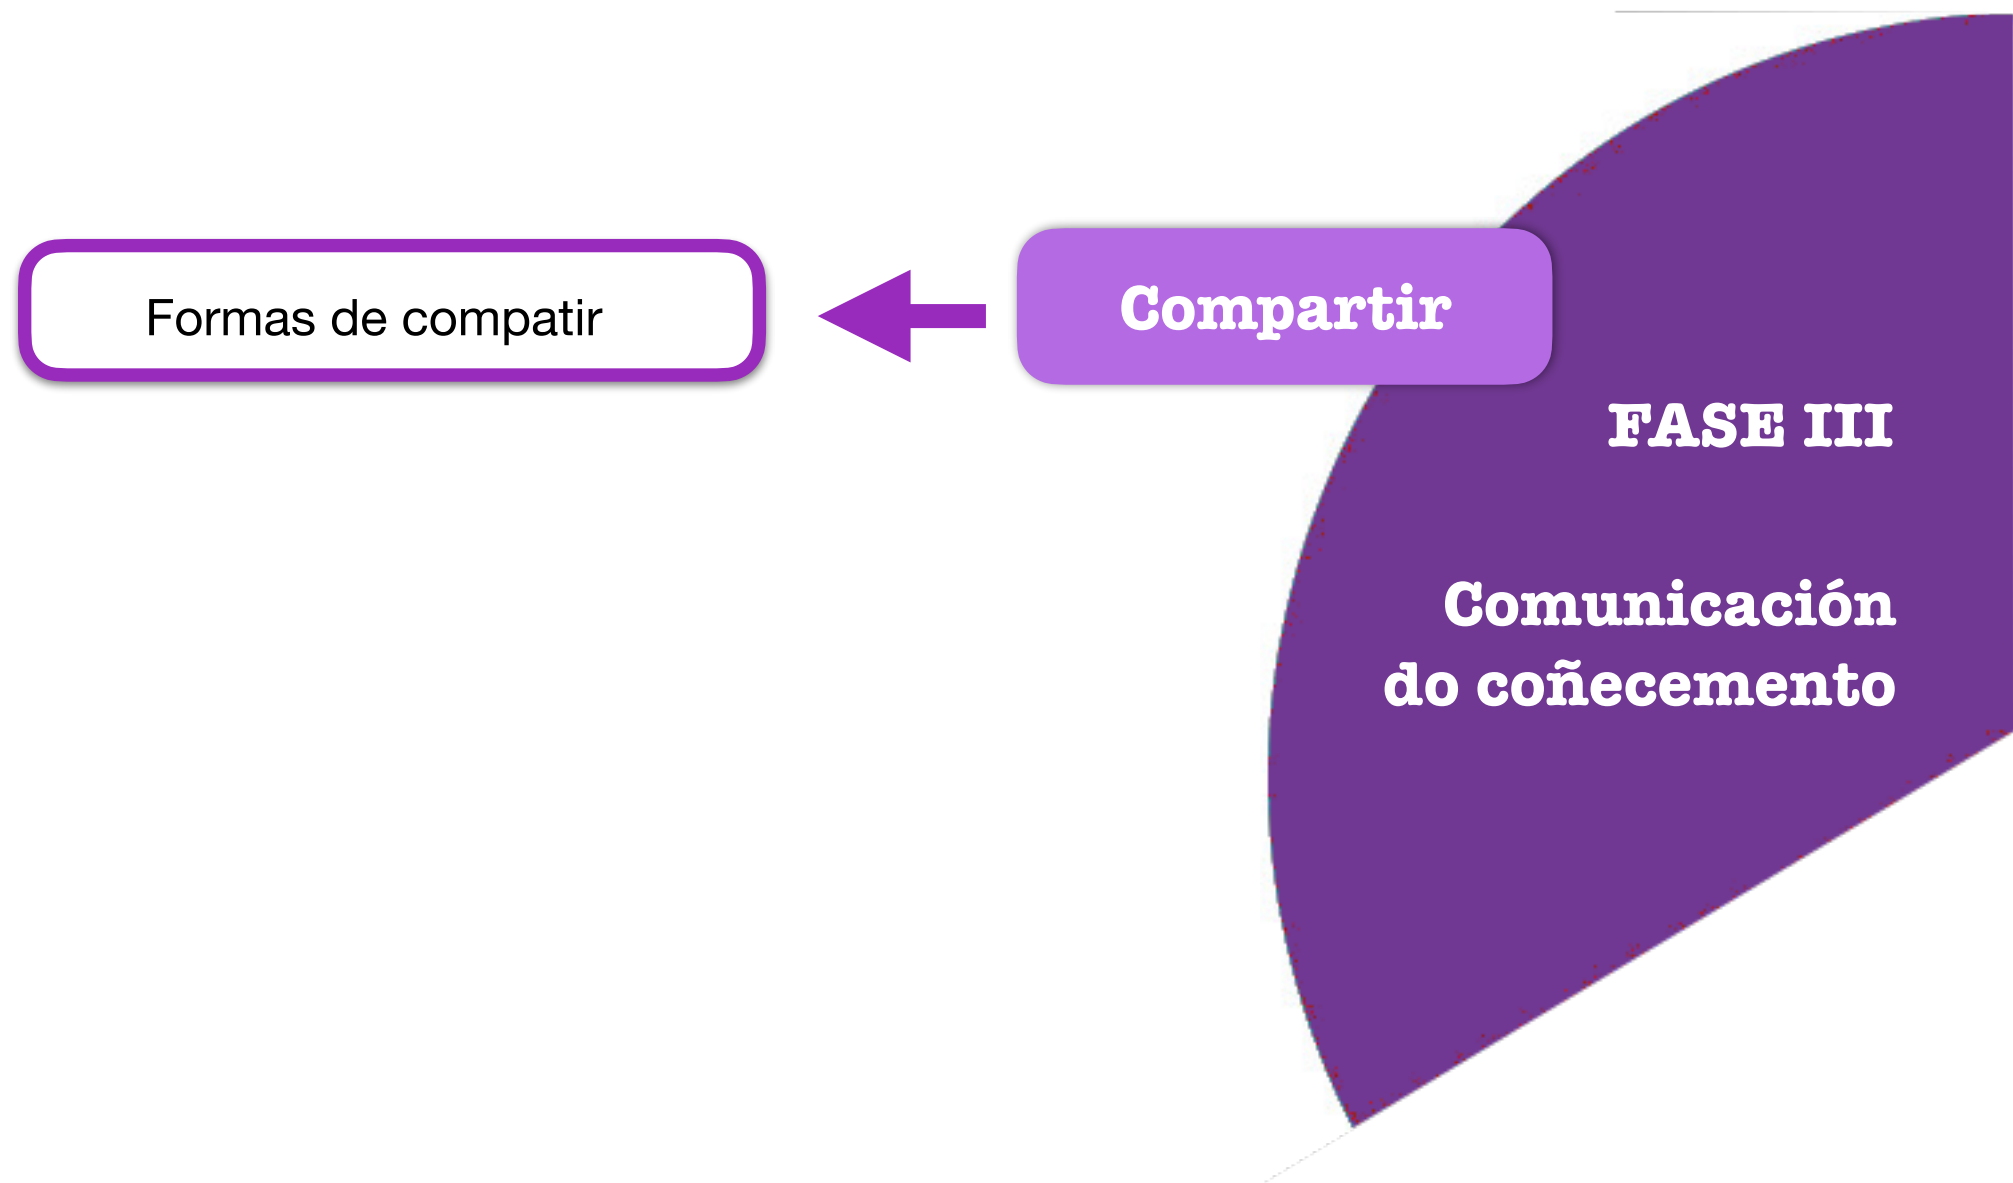 Formas de compatir
Compartir
FASE III
Comunicación
do coñecemento